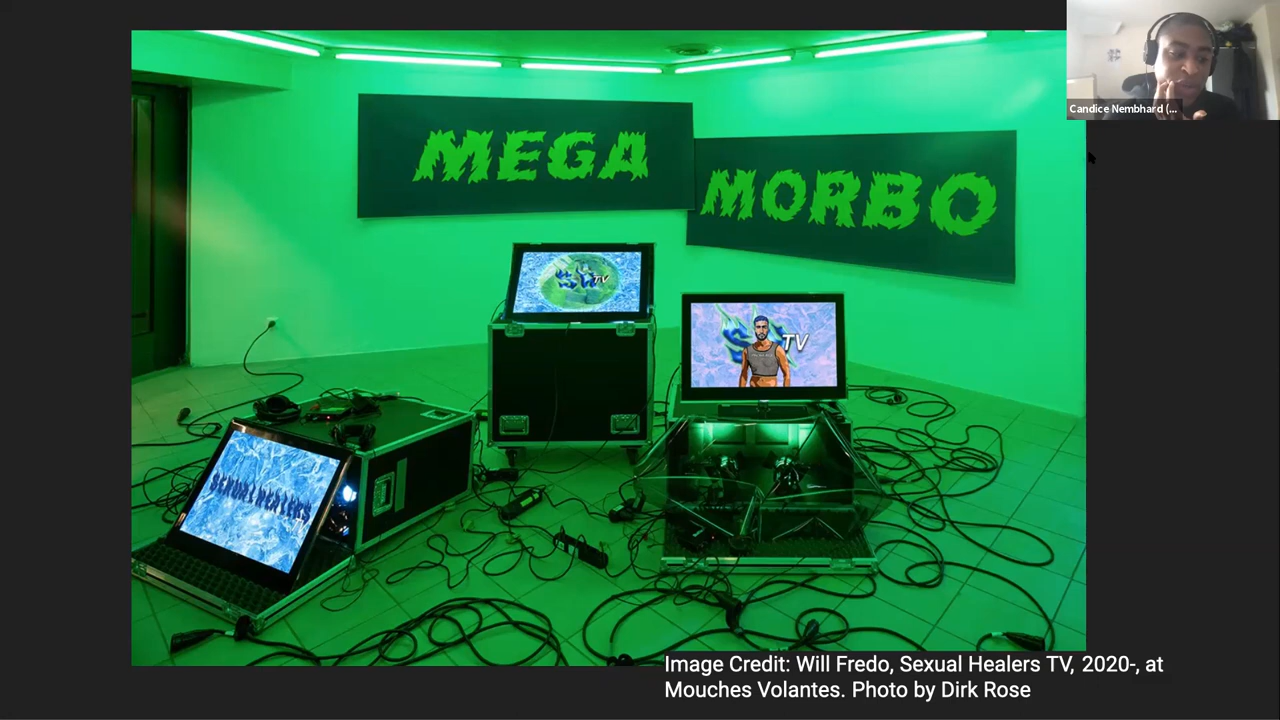 Candice Nembhard (...
MEGA
MORBO
TV
TV
SEXUAL HEALERS
Image Credit: Will Fredo, Sexual Healers TV, 2020-, at
Mouches Volantes. Photo by Dirk Rose